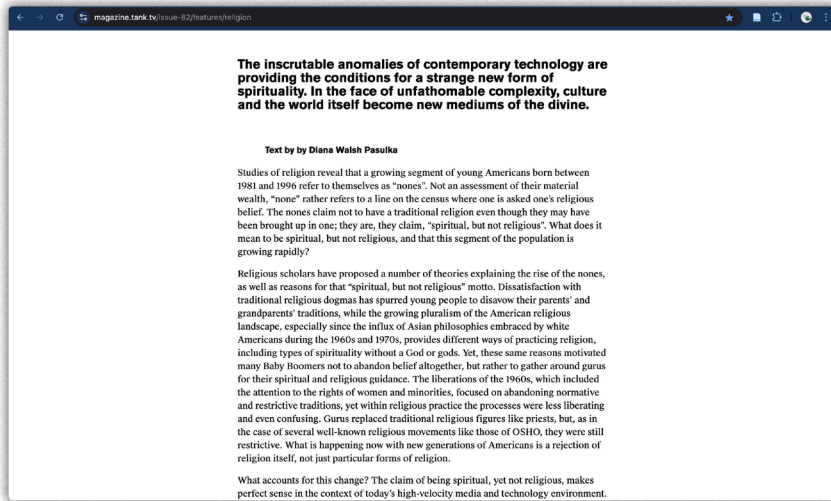 magazine.tank.tv/issue-82/features/religion
The inscrutable anomalies of contemporary technology are
providing the conditions for a strange new form of
spirituality. In the face of unfathomable complexity, culture
and the world itself become new mediums of the divine.
Text by by Diana Walsh Pasulka
Studies of religion reveal that a growing segment of young Americans born between
1981 and 1996 refer to themselves as “nones”. Not an assessment of their material
wealth, “none” rather refers to a line on the census where one is asked one’s religious
belief. The nones claim not to have a traditional religion even though they may have
been brought up in one; they are, they claim, “spiritual, but not religious”. What does it
mean to be spiritual, but not religious, and that this segment of the population is
growing rapidly?
Religious scholars have proposed a number of theories explaining the rise of the nones,
as well as reasons for that “spiritual, but not religious” motto. Dissatisfaction with
traditional religious dogmas has spurred young people to disavow their parents’ and
grandparents’ traditions, while the growing pluralism of the American religious
landscape, especially since the influx of Asian philosophies embraced by white
Americans during the 1960s and 1970s, provides different ways of practicing religion,
including types of spirituality without a God or gods. Yet, these same reasons motivated
many Baby Boomers not to abandon belief altogether, but rather to gather around gurus
for their spiritual and religious guidance. The liberations of the 1960s, which included
the attention to the rights of women and minorities, focused on abandoning normative
and restrictive traditions, yet within religious practice the processes were less liberating
and even confusing. Gurus replaced traditional religious figures like priests, but, as in
the case of several well-known religious movements like those of OSHO, they were still
restrictive. What is happening now with new generations of Americans is a rejection of
religion itself, not just particular forms of religion.
What accounts for this change? The claim of being spiritual, yet not religious, makes
perfect sense in the context of today’s high-velocity media and technology environment.